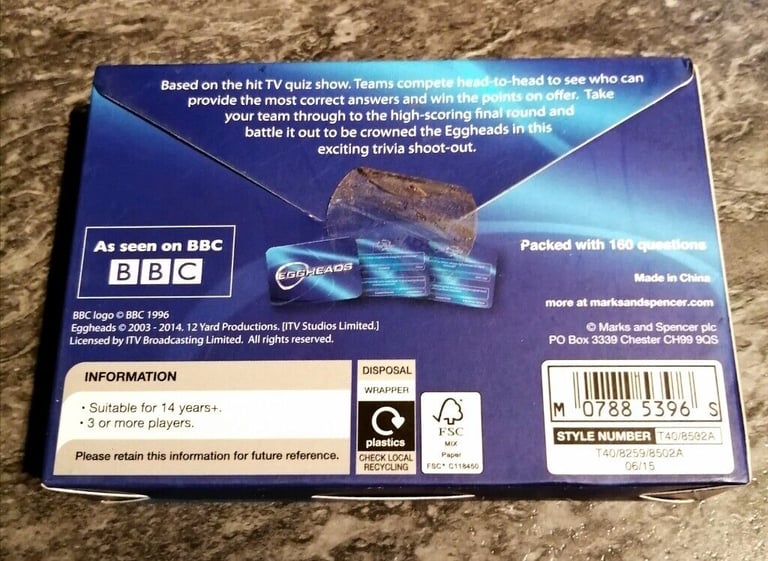 Based on the hit TV quiz show. Teams compete head-to-head to see who can
provide the most correct answers and win the points on offer. Take
your team through to the high-scoring final round and
battle it out to be crowned the Eggheads in this
exciting trivia shoot-out.
As seen on BBC
BBC
EGGHEADS
Packed with 160 questions
Made in China
more at marksandspencer.com
BBC logo © BBC 1996
Eggheads © 2003 - 2014. 12 Yard Productions. [ITV Studios Limited.]
Licensed by ITV Broadcasting Limited. All rights reserved.
© Marks and Spencer plc
PO Box 3339 Chester CH99 9QS
INFORMATION
• Suitable for 14 years+.
• 3 or more players.
Please retain this information for future reference.
DISPOSAL
WRAPPER
plastics
CHECK LOCAL
RECYCLING
FSC
MIX
Paper
FSC® C118450
M 0788 5396 S
STYLE NUMBER T40/8502A
T40/8259/8502A
06/15